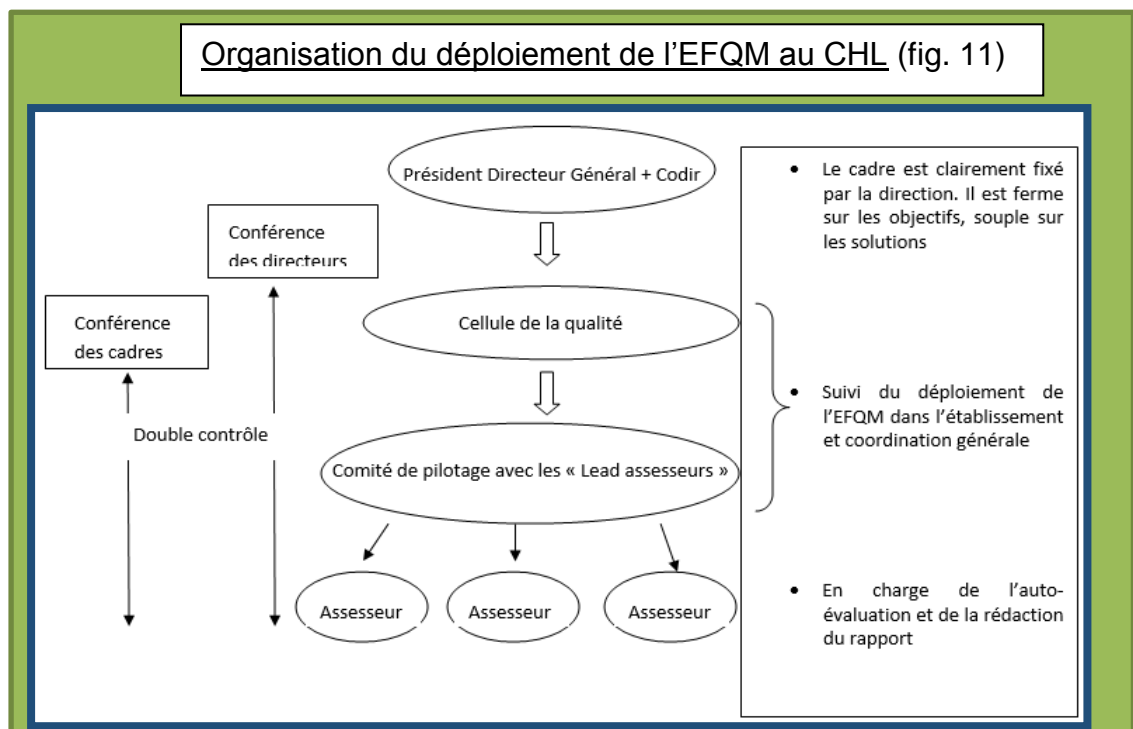 Organisation du déploiement de l’EFQM au CHL (fig. 11)
Président Directeur Général + Codir
Conférence
des directeurs
Conférence
des cadres
Double contrôle
Cellule de la qualité
Comité de pilotage avec les « Lead assesseurs »
Assesseur
Assesseur
Assesseur
• Le cadre est clairement fixé
par la direction. Il est ferme
sur les objectifs, souple sur
les solutions
• Suivi du déploiement de
l’EFQM dans l’établissement
et coordination générale
• En charge de l’auto-
évaluation et de la rédaction
du rapport